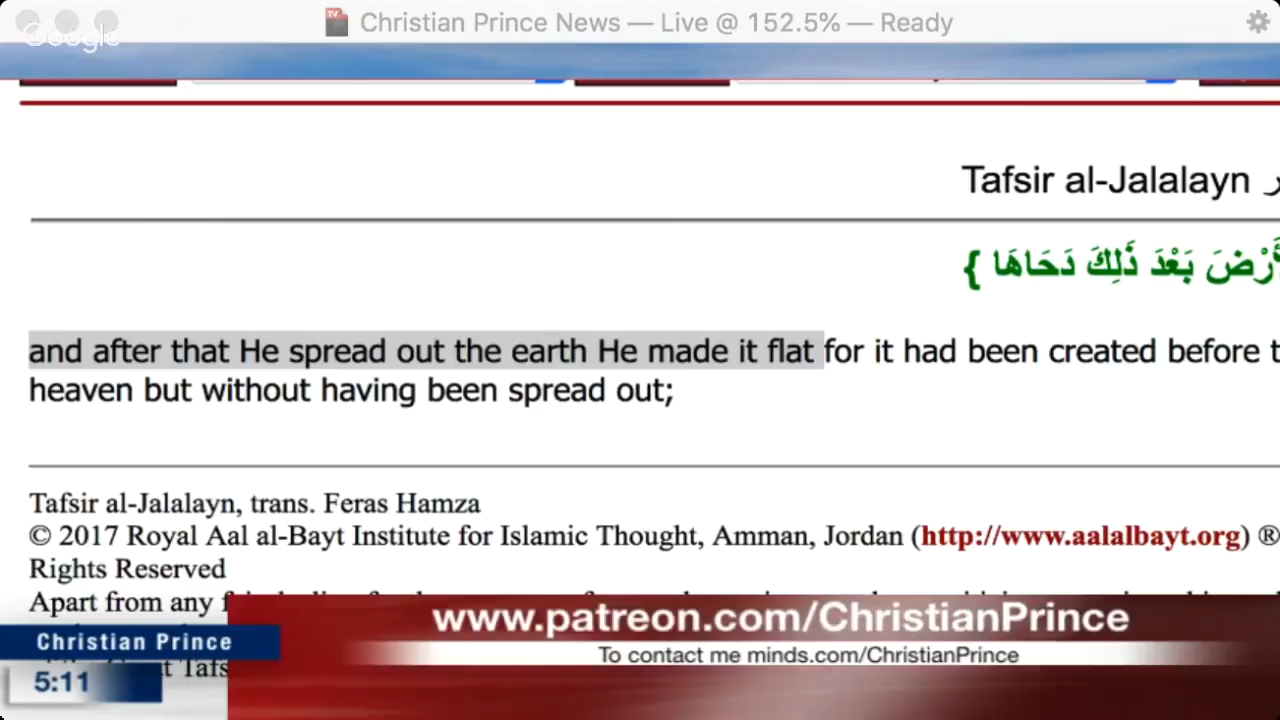 Christian Prince News — Live @ 152.5% — Ready
Google
Tafsir al-Jalalayn
بَعْدَ ذَلِكَ دَحَاهَا }
and after that He spread out the earth He made it flat for it had been created before
heaven but without having been spread out;
Tafsir al-Jalalayn, trans. Feras Hamza
© 2017 Royal Aal al-Bayt Institute for Islamic Thought, Amman, Jordan (http://www.aalalbayt.org) ®
Rights Reserved
Apart from any
www.patreon.com/ChristianPrince
Christian Prince
To contact me minds.com/ChristianPrince
5:11